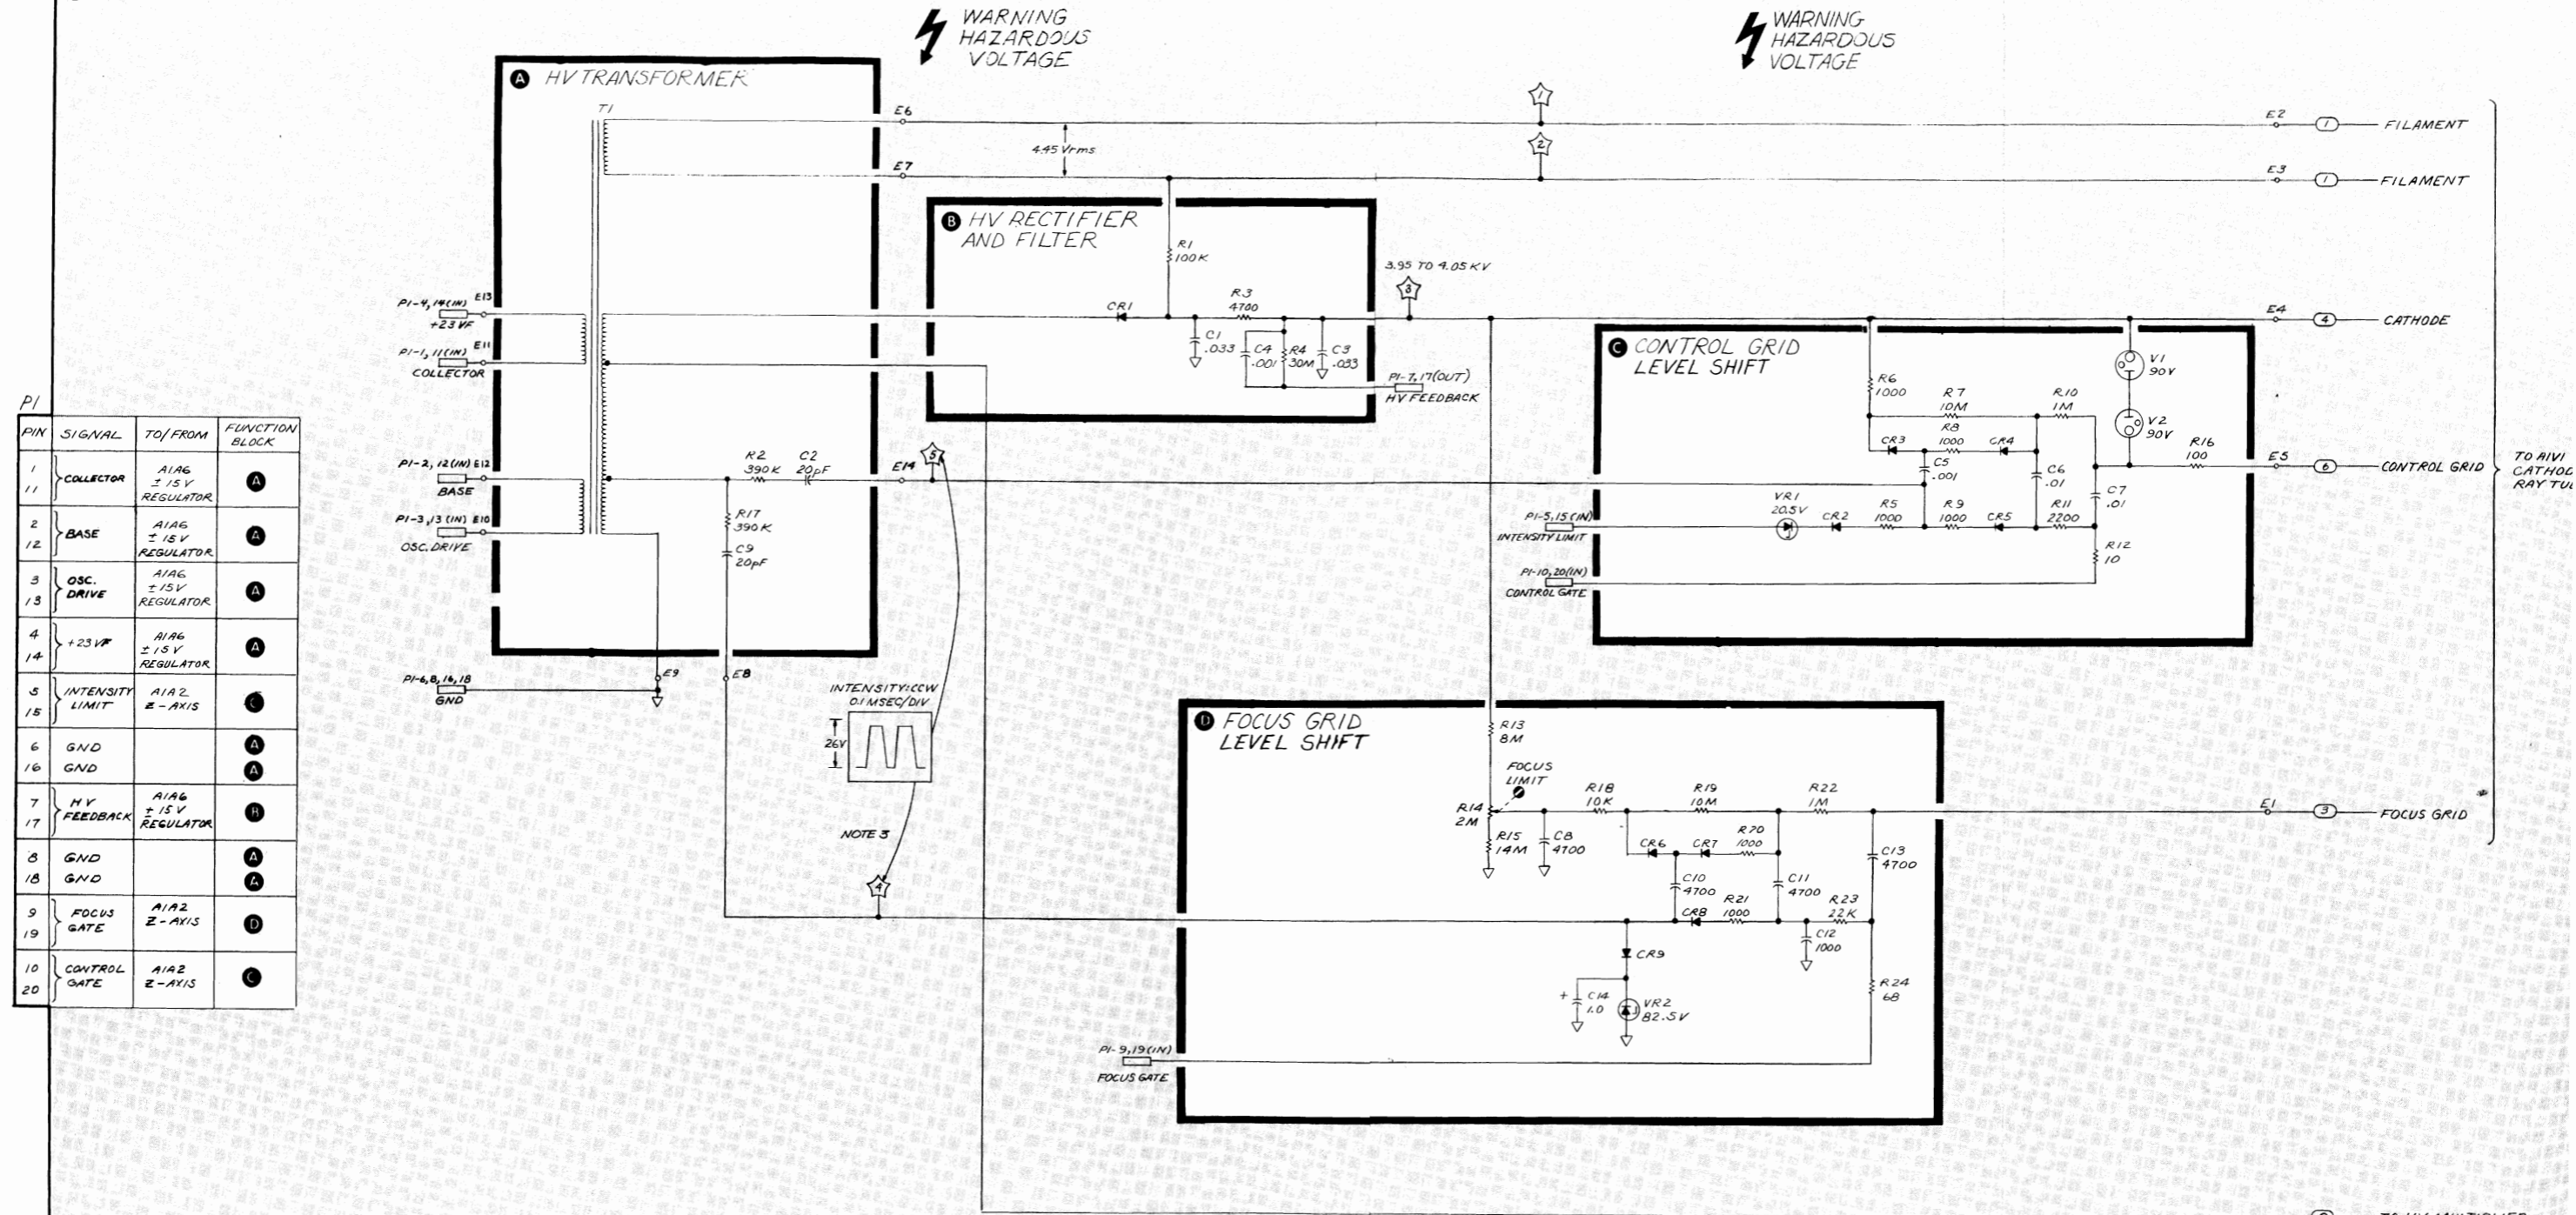 WARNING
HAZARDOUS
VOLTAGE
WARNING
HAZARDOUS
VOLTAGE
A HV TRANSFORMER
T1
E6
4.45 Vrms
E7
1
2
E2
1
FILAMENT
E3
1
FILAMENT
B HV RECTIFIER
AND FILTER
R1
100K
CR1
R3
4700
C1
.033
C4
.001
R4
30M
C3
.033
3.95 TO 4.05 KV
3
P1-7,17(OUT)
HV FEEDBACK
P1-4,14(IN) E13
+23VF
P1-1,11(IN) E11
COLLECTOR
P1-2,12(IN) E12
BASE
P1-3,13(IN) E10
OSC. DRIVE
R2
390K
C2
20pF
E14
5
R17
390K
C9
20pF
P1-6,8,16,18
GND
E9
E8
INTENSITY:CCW
0.1MSEC/DIV
26V
NOTE 3
4
C CONTROL GRID
LEVEL SHIFT
R6
1000
R7
10M
R10
1M
R8
1000
CR3
CR4
C5
.001
C6
.01
C7
.01
V1
90V
V2
90V
R16
100
VR1
20.5V
CR2
R5
1000
R9
1000
CR5
R11
2200
R12
10
P1-5,15(IN)
INTENSITY LIMIT
P1-10,20(IN)
CONTROL GATE
E4
4
CATHODE
E5
6
CONTROL GRID
TO A1V1
RAY
D FOCUS GRID
LEVEL SHIFT
R13
8M
FOCUS
LIMIT
R14
2M
R15
14M
C8
4700
R18
10K
R19
10M
R22
1M
CR6
CR7
R20
1000
C10
4700
C11
4700
C13
4700
CR8
R21
1000
R23
22K
C12
1000
CR9
C14
1.0
+
VR2
82.5V
R24
68
P1-9,19(IN)
FOCUS GATE
E1
3
FOCUS GRID
P1
PIN SIGNAL TO/FROM FUNCTION
BLOCK
1
11
COLLECTOR
A1A6
± 15V
REGULATOR
A
2
12
BASE
A1A6
± 15V
REGULATOR
A
3
13
OSC.
DRIVE
A1A6
± 15V
REGULATOR
A
4
14
+23VF
A1A6
± 15V
REGULATOR
A
5
15
INTENSITY
LIMIT
A1A2
Z-AXIS
C
6 GND A
16 GND A
7
17
HV
FEEDBACK
A1A6
± 15V
REGULATOR
B
8 GND A
18 GND A
9
19
FOCUS
GATE
A1A2
Z-AXIS
D
10
20
CONTROL
GATE
A1A2
Z-AXIS
C